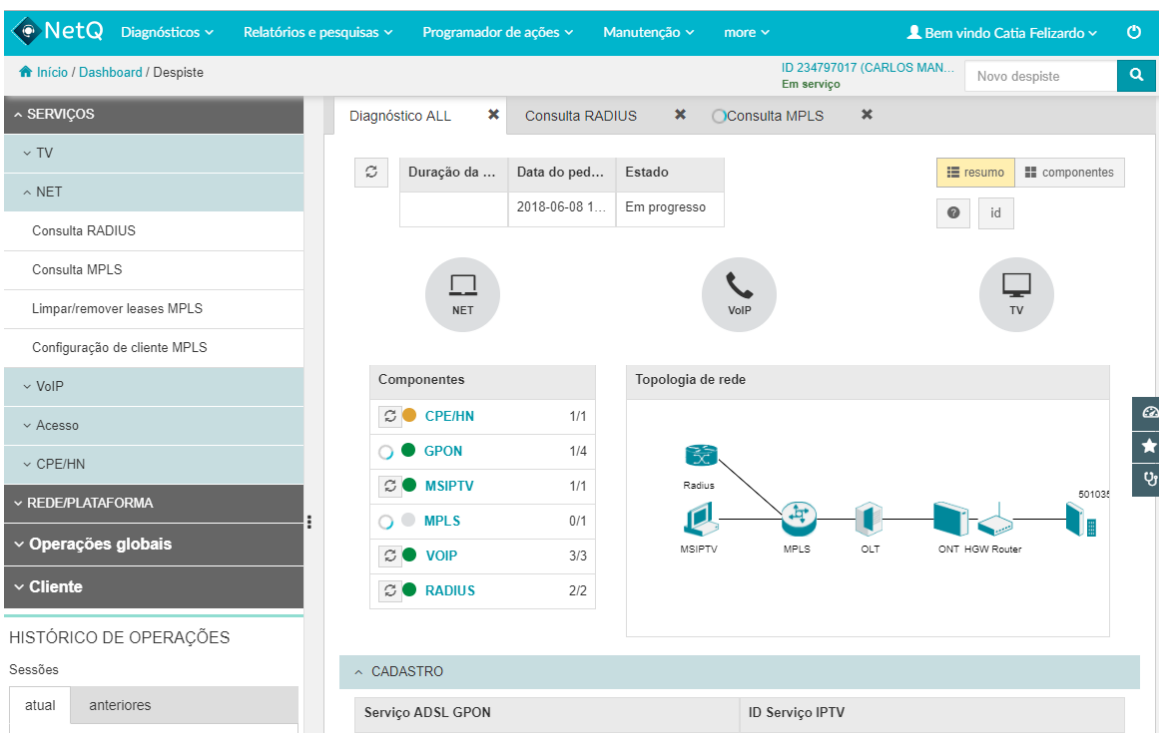 NetQ Diagnósticos Relatórios e pesquisas Programador de ações Manutenção more Bem vindo Catia Felizardo
Início / Dashboard / Despiste
ID 234797017 (CARLOS MAN...
Em serviço
Novo despiste
SERVIÇOS
TV
NET
Consulta RADIUS
Consulta MPLS
Limpar/remover leases MPLS
Configuração de cliente MPLS
VoIP
Acesso
CPE/HN
REDE/PLATAFORMA
Operações globais
Cliente
HISTÓRICO DE OPERAÇÕES
Sessões
atual anteriores
Diagnóstico ALL Consulta RADIUS Consulta MPLS
Duração da ... Data do ped... Estado
2018-06-08 1... Em progresso
resumo componentes
id
NET VoIP TV
Componentes
CPE/HN 1/1
GPON 1/4
MSIPTV 1/1
MPLS 0/1
VOIP 3/3
RADIUS 2/2
Topologia de rede
Radius
501035
MSIPTV MPLS OLT ONT HGW Router
CADASTRO
Serviço ADSL GPON ID Serviço IPTV